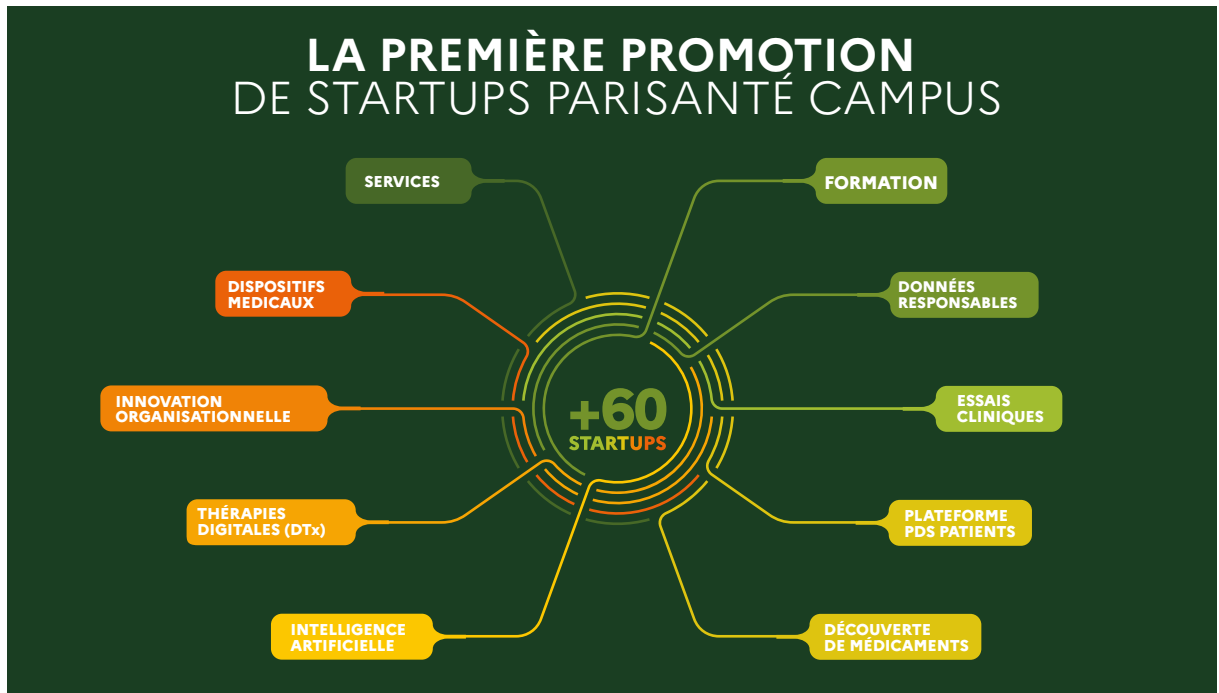 LA PREMIÈRE PROMOTION
DE STARTUPS PARISANTÉ CAMPUS
SERVICES
FORMATION
DISPOSITIFS
MEDICAUX
DONNÉES
RESPONSABLES
INNOVATION
ORGANISATIONNELLE
+60
STARTUPS
ESSAIS
CLINIQUES
THÉRAPIES
DIGITALES (DTx)
PLATEFORME
PDS PATIENTS
INTELLIGENCE
ARTIFICIELLE
DÉCOUVERTE
DE MÉDICAMENTS